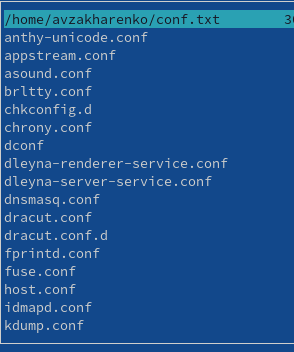 /home/avzakharenko/conf.txt
anthy-unicode.conf
appstream.conf
asound.conf
brltty.conf
chkconfig.d
chrony.conf
dconf
dleyna-renderer-service.conf
dleyna-server-service.conf
dnsmasq.conf
dracut.conf
dracut.conf.d
fprintd.conf
fuse.conf
host.conf
idmapd.conf
kdump.conf